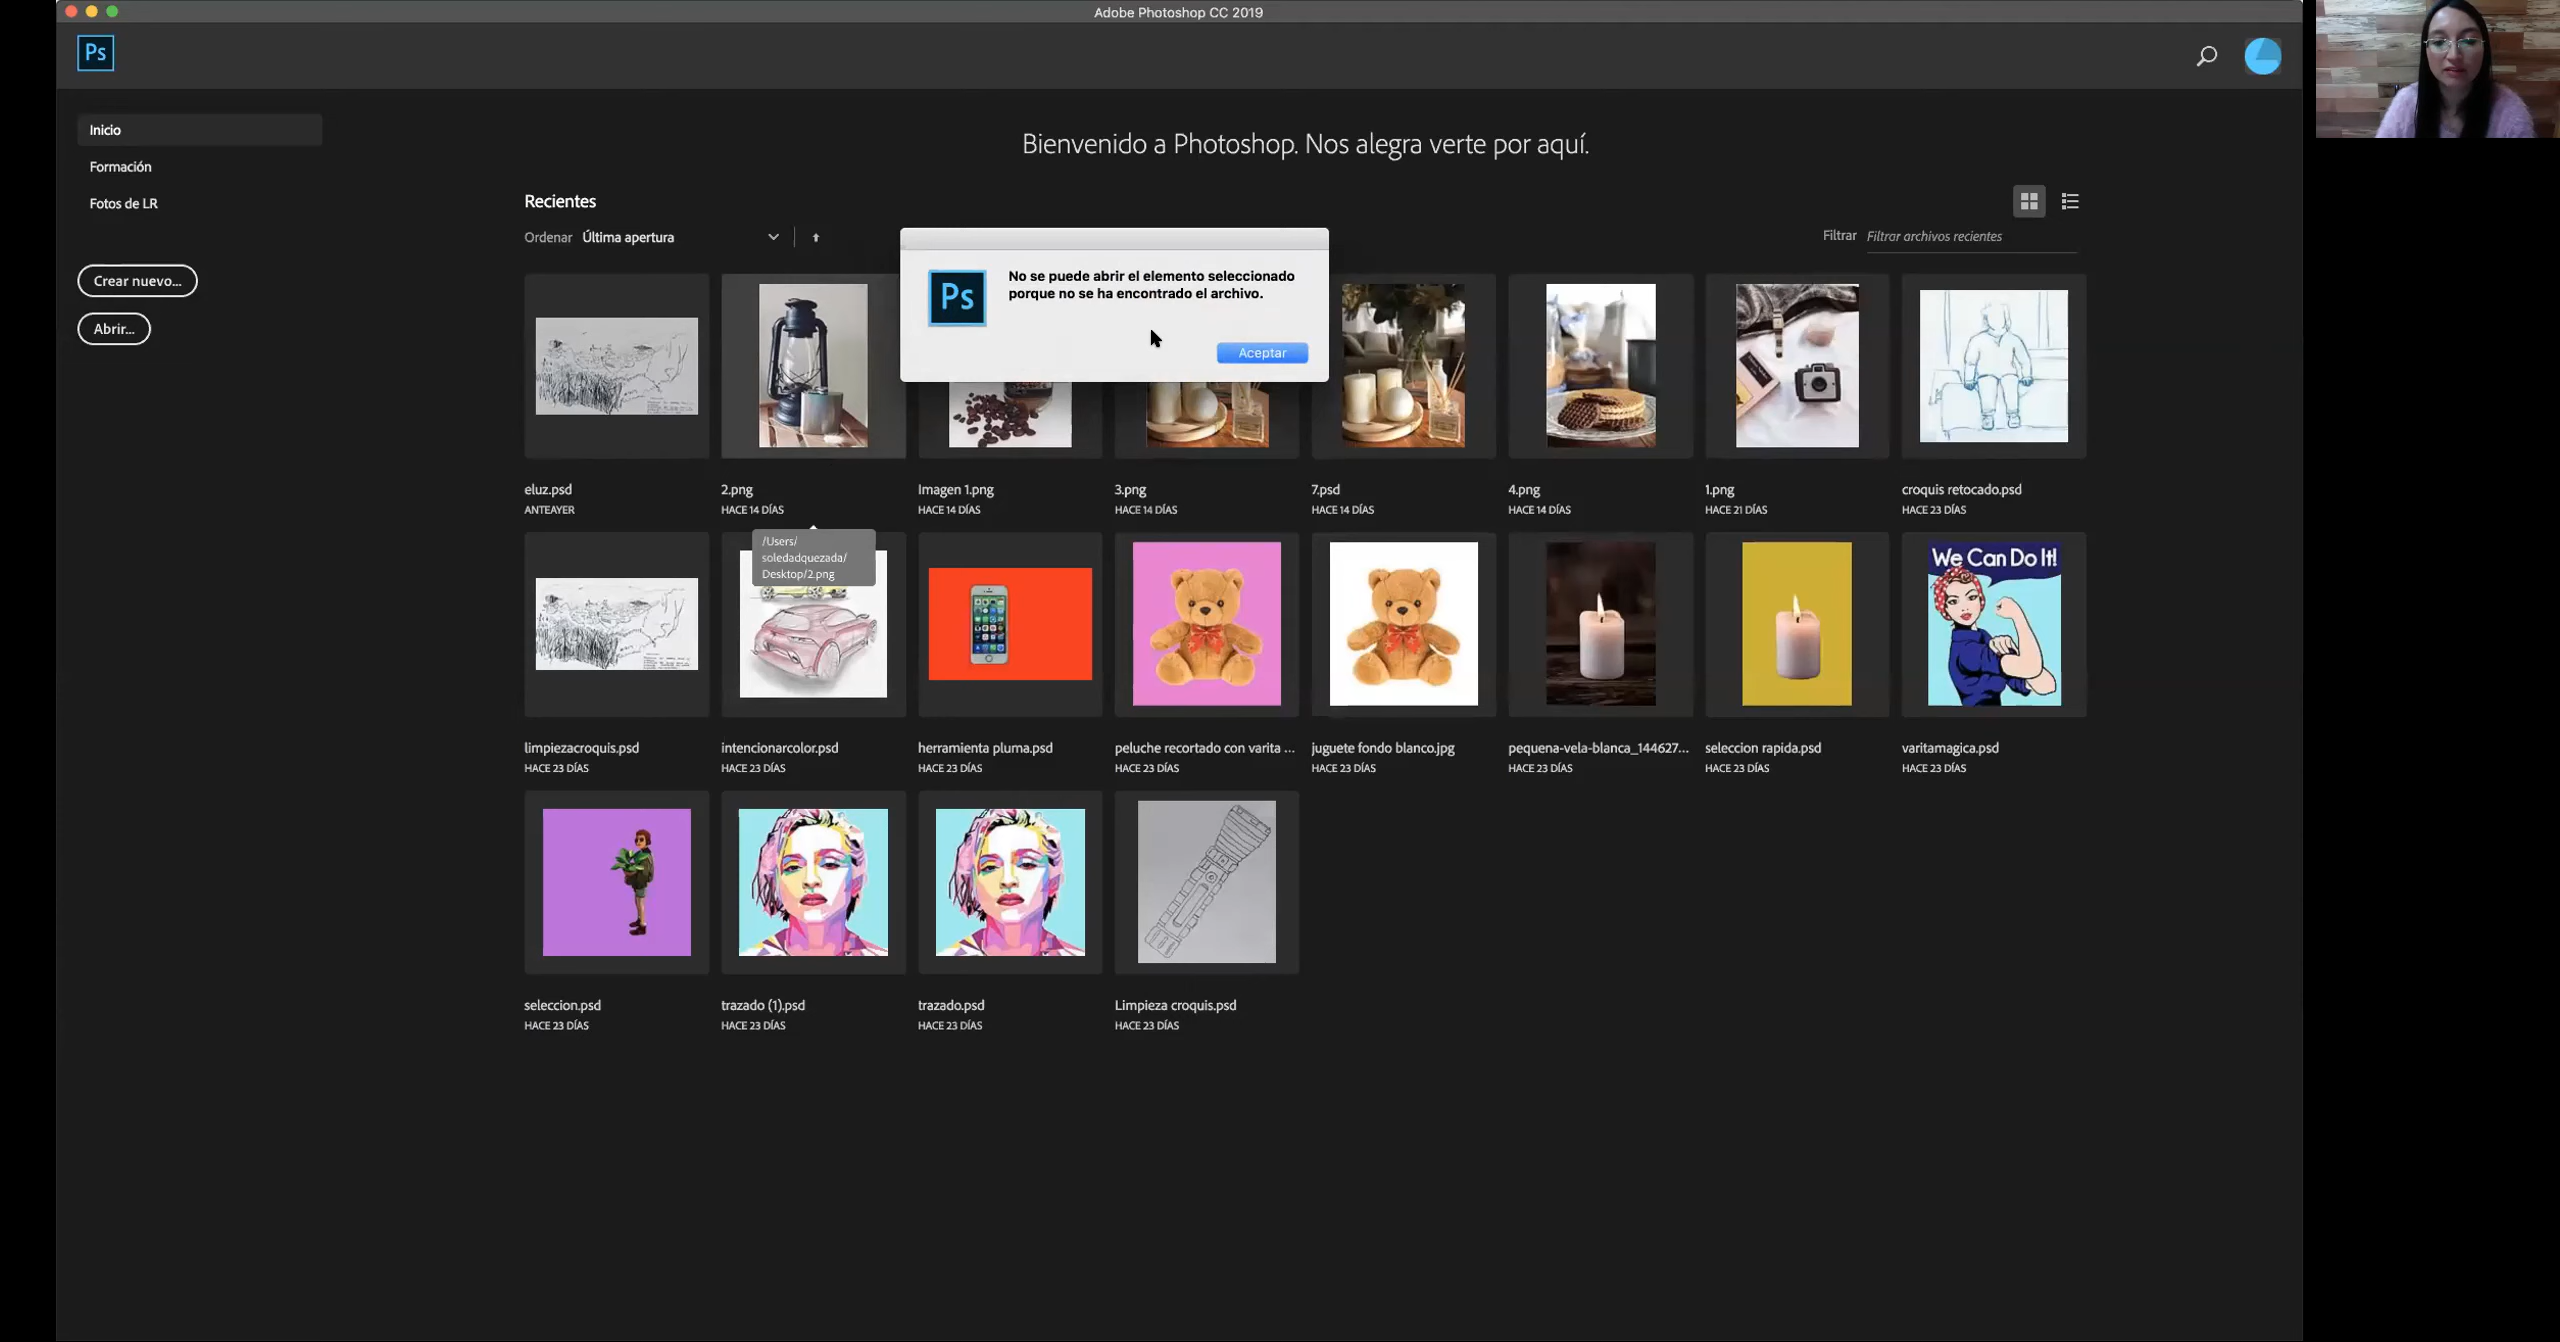 Adobe Photoshop CC 2019
Ps
Inicio
Formación
Fotos de LR
Crear nuevo...
Abrir...
Bienvenido a Photoshop. Nos alegra verte por aquí.
Recientes
Ordenar Última apertura
Filtrar Filtrar archivos recientes
Ps
No se puede abrir el elemento seleccionado
porque no se ha encontrado el archivo.
Aceptar
eluz.psd
ANTEAYER
2.png
HACE 14 DÍAS
Imagen 1.png
HACE 14 DÍAS
3.png
HACE 14 DÍAS
7.psd
HACE 14 DÍAS
4.png
HACE 14 DÍAS
1.png
HACE 21 DÍAS
croquis retocado.psd
HACE 23 DÍAS
/Users/
soledadquezada/
Desktop/2.png
We Can Do It!
limpiezacroquis.psd
HACE 23 DÍAS
intencionarcolor.psd
HACE 23 DÍAS
herramienta pluma.psd
HACE 23 DÍAS
peluche recortado con varita ...
HACE 23 DÍAS
juguete fondo blanco.jpg
HACE 23 DÍAS
pequena-vela-blanca_144627...
HACE 23 DÍAS
seleccion rapida.psd
HACE 23 DÍAS
varitamagica.psd
HACE 23 DÍAS
seleccion.psd
HACE 23 DÍAS
trazado (1).psd
HACE 23 DÍAS
trazado.psd
HACE 23 DÍAS
Limpieza croquis.psd
HACE 23 DÍAS